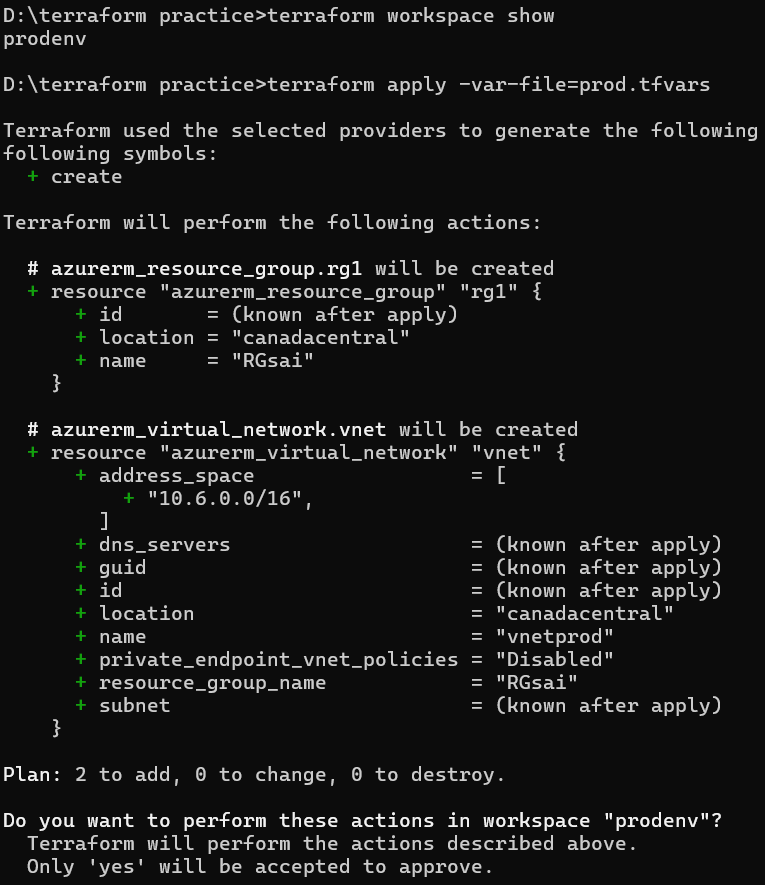 D:\terraform practice>terraform workspace show
prodenv
D:\terraform practice>terraform apply -var-file=prod.tfvars
Terraform used the selected providers to generate the following
following symbols:
+ create
Terraform will perform the following actions:
# azurerm_resource_group.rg1 will be created
+ resource "azurerm_resource_group" "rg1" {
+ id       = (known after apply)
+ location = "canadacentral"
+ name     = "RGsai"
}
# azurerm_virtual_network.vnet will be created
+ resource "azurerm_virtual_network" "vnet" {
+ address_space                  = [
+ "10.6.0.0/16",
]
+ dns_servers                    = (known after apply)
+ guid                           = (known after apply)
+ id                             = (known after apply)
+ location                       = "canadacentral"
+ name                           = "vnetprod"
+ private_endpoint_vnet_policies = "Disabled"
+ resource_group_name            = "RGsai"
+ subnet                         = (known after apply)
}
Plan: 2 to add, 0 to change, 0 to destroy.
Do you want to perform these actions in workspace "prodenv"?
Terraform will perform the actions described above.
Only 'yes' will be accepted to approve.